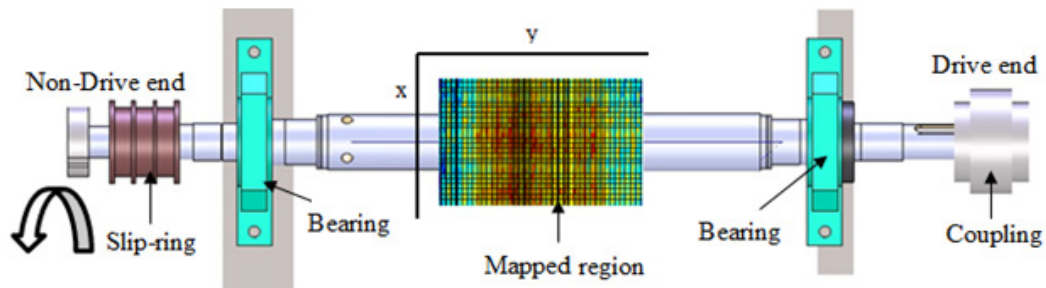 y
Non-Drive end
x
Drive end
Bearing
Slip-ring
Mapped region
Bearing
Coupling